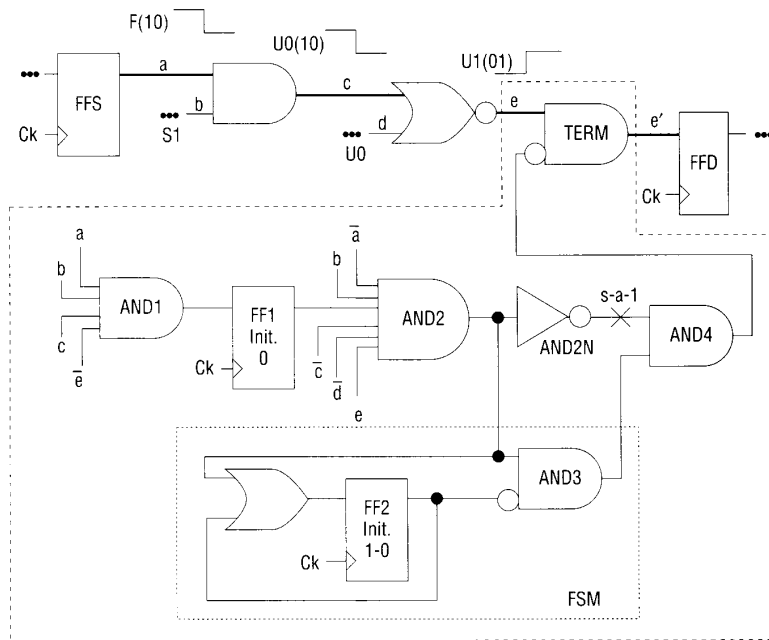 F(10)
U0(10)
U1(01)
a
c
e
e′
FFS
b
S1
d
U0
TERM
FFD
Ck
Ck
a
b
AND1
c
e̅
FF1
Init.
0
Ck
a̅
b
AND2
c̅
d̅
e
AND2N
s-a-1
AND4
AND3
FF2
Init.
1-0
Ck
FSM